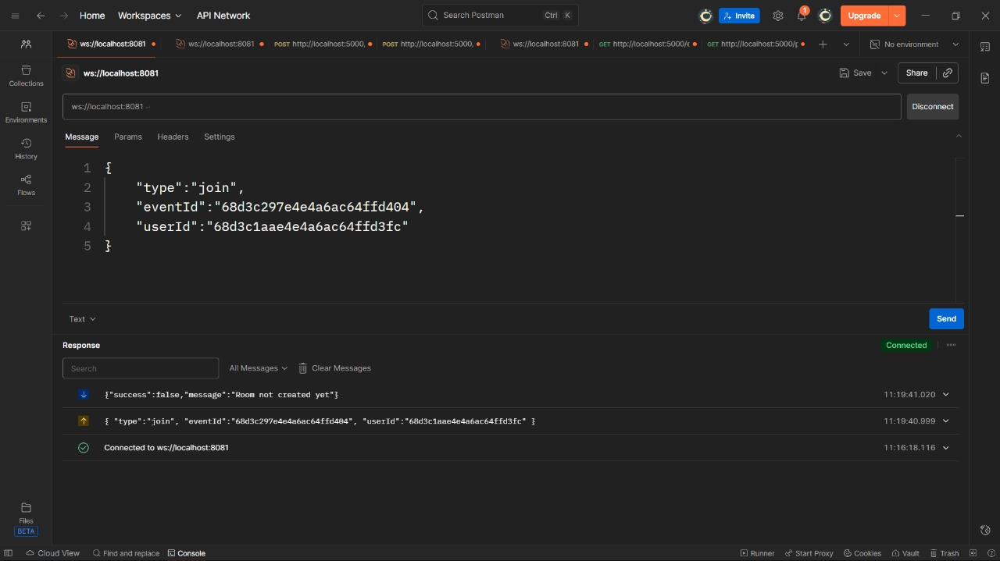 Home Workspaces API Network Search Postman Ctrl K Invite 1 Upgrade
ws://localhost:8081 ws://localhost:8081 POST http://localhost:5000, POST http://localhost:5000, ws://localhost:8081 GET http://localhost:5000/e GET http://localhost:5000/p No environment
ws://localhost:8081 Save Share
Collections
Environments
History
Flows
ws://localhost:8081 Disconnect
Message Params Headers Settings
1 {
2 "type":"join",
3 "eventId":"68d3c297e4e4a6ac64ffd404",
4 "userId":"68d3c1aae4e4a6ac64ffd3fc"
5 }
Text Send
Response Connected
Search All Messages Clear Messages
{"success":false,"message":"Room not created yet"} 11:19:41.020
{ "type":"join", "eventId":"68d3c297e4e4a6ac64ffd404", "userId":"68d3c1aae4e4a6ac64ffd3fc" } 11:19:40.999
Connected to ws://localhost:8081 11:16:18.116
Files
BETA
Cloud View Find and replace Console Runner Start Proxy Cookies Vault Trash